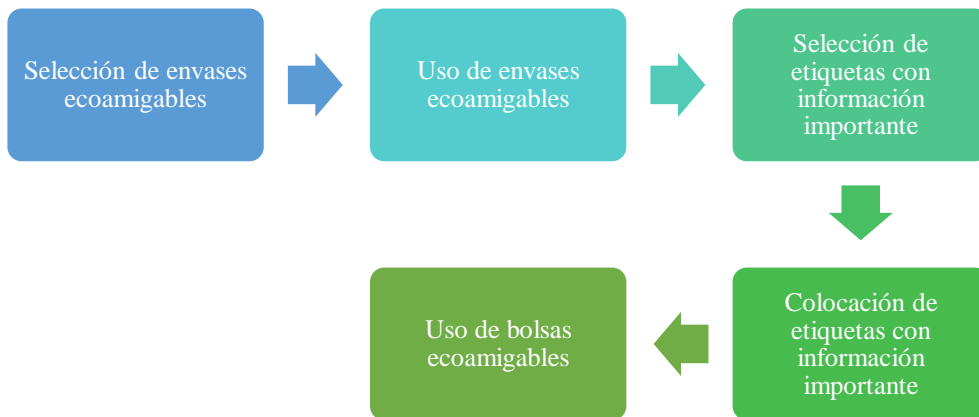 Selección de envases
ecoamigables
Uso de envases
ecoamigables
Selección de
etiquetas con
información
importante
Colocación de
etiquetas con
información
importante
Uso de bolsas
ecoamigables